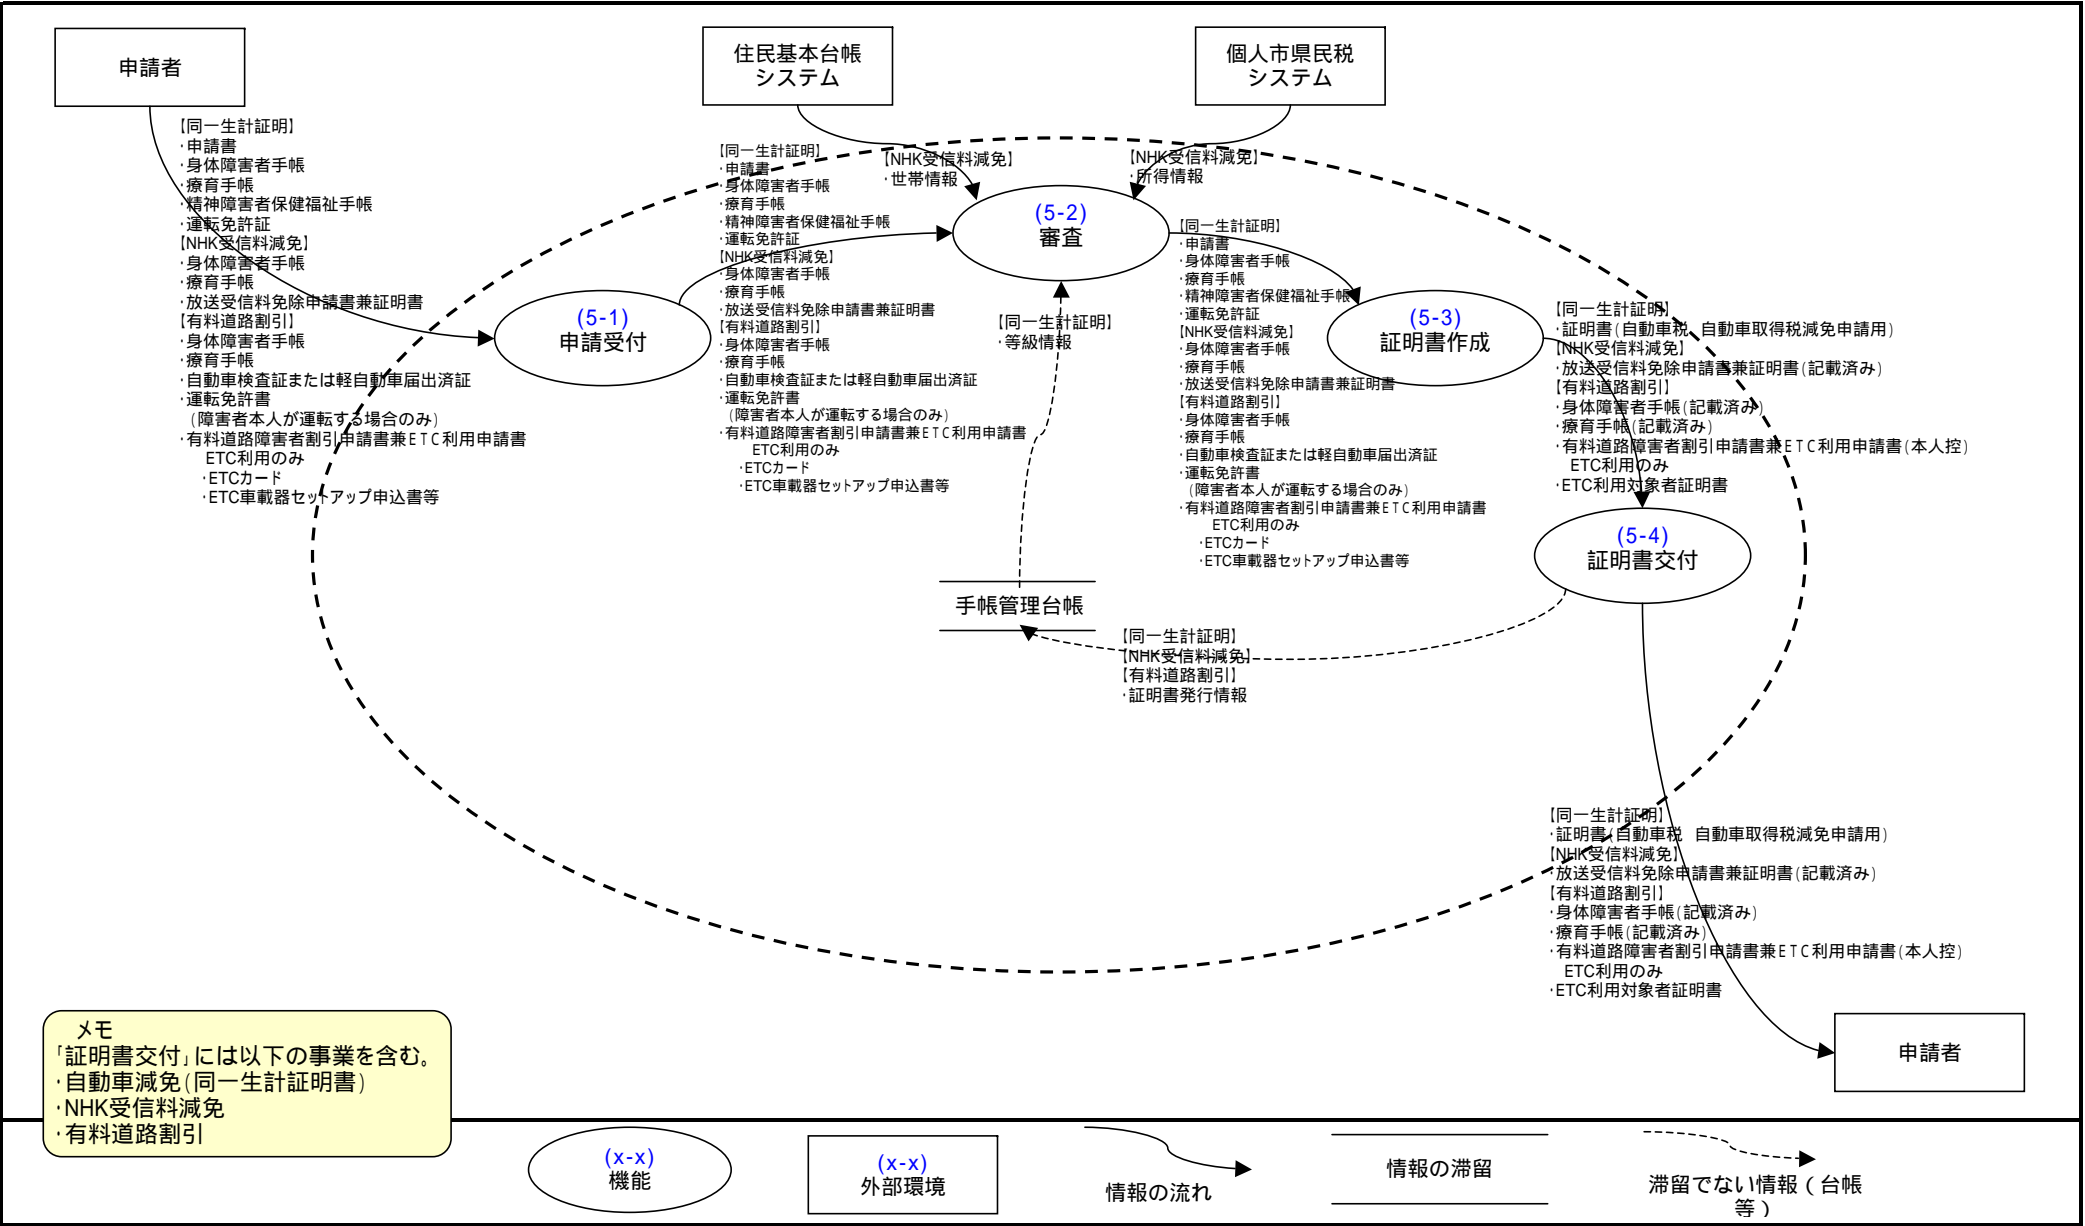 申請者
住民基本台帳
システム
個人市県民税
システム
【同一生計証明】
・申請書
・身体障害者手帳
・療育手帳
・精神障害者保健福祉手帳
・運転免許証
【NHK受信料減免】
・身体障害者手帳
・療育手帳
・放送受信料免除申請書兼証明書
【有料道路割引】
・身体障害者手帳
・療育手帳
・自動車検査証または軽自動車届出済証
・運転免許書
(障害者本人が運転する場合のみ)
・有料道路障害者割引申請書兼ETC利用申請書
ETC利用のみ
・ETCカード
・ETC車載器セットアップ申込書等
(5-1)
申請受付
【同一生計証明】
・申請書
・身体障害者手帳
・療育手帳
・精神障害者保健福祉手帳
・運転免許証
【NHK受信料減免】
・身体障害者手帳
・療育手帳
・放送受信料免除申請書兼証明書
【有料道路割引】
・身体障害者手帳
・療育手帳
・自動車検査証または軽自動車届出済証
・運転免許書
(障害者本人が運転する場合のみ)
・有料道路障害者割引申請書兼ETC利用申請書
ETC利用のみ
・ETCカード
・ETC車載器セットアップ申込書等
【NHK受信料減免】
・世帯情報
【NHK受信料減免】
・所得情報
(5-2)
審査
【同一生計証明】
・等級情報
【同一生計証明】
・申請書
・身体障害者手帳
・療育手帳
・精神障害者保健福祉手帳
・運転免許証
【NHK受信料減免】
・身体障害者手帳
・療育手帳
・放送受信料免除申請書兼証明書
【有料道路割引】
・身体障害者手帳
・療育手帳
・自動車検査証または軽自動車届出済証
・運転免許書
(障害者本人が運転する場合のみ)
・有料道路障害者割引申請書兼ETC利用申請書
ETC利用のみ
・ETCカード
・ETC車載器セットアップ申込書等
(5-3)
証明書作成
【同一生計証明】
・証明書(自動車税 自動車取得税減免申請用)
【NHK受信料減免】
・放送受信料免除申請書兼証明書(記載済み)
【有料道路割引】
・身体障害者手帳(記載済み)
・療育手帳(記載済み)
・有料道路障害者割引申請書兼ETC利用申請書(本人控)
ETC利用のみ
・ETC利用対象者証明書
(5-4)
証明書交付
手帳管理台帳
【同一生計証明】
【NHK受信料減免】
【有料道路割引】
・証明書発行情報
【同一生計証明】
・証明書(自動車税 自動車取得税減免申請用)
【NHK受信料減免】
・放送受信料免除申請書兼証明書(記載済み)
【有料道路割引】
・身体障害者手帳(記載済み)
・療育手帳(記載済み)
・有料道路障害者割引申請書兼ETC利用申請書(本人控)
ETC利用のみ
・ETC利用対象者証明書
申請者
メモ
「証明書交付」には以下の事業を含む。
・自動車減免(同一生計証明書)
・NHK受信料減免
・有料道路割引
(x-x)
機能
(x-x)
外部環境
情報の流れ
情報の滞留
滞留でない情報(台帳
等)